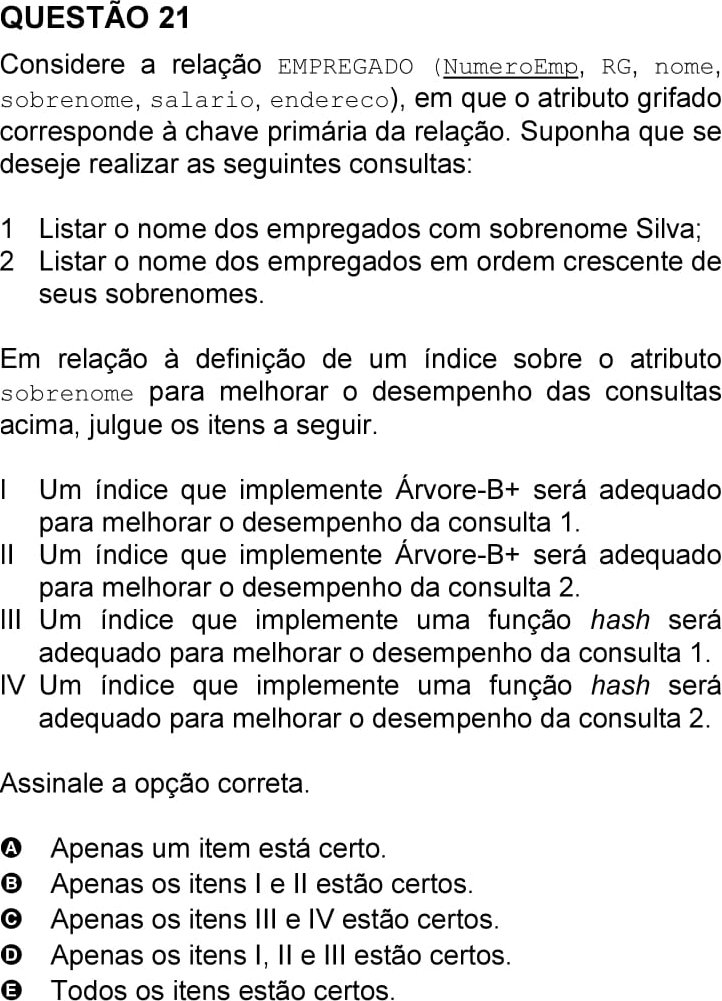 QUESTÃO 21
Considere a relação EMPREGADO (NumeroEmp, RG, nome,
sobrenome, salario, endereco), em que o atributo grifado
corresponde à chave primária da relação. Suponha que se
deseje realizar as seguintes consultas:
1 Listar o nome dos empregados com sobrenome Silva;
2 Listar o nome dos empregados em ordem crescente de
seus sobrenomes.
Em relação à definição de um índice sobre o atributo
sobrenome para melhorar o desempenho das consultas
acima, julgue os itens a seguir.
I Um índice que implemente Árvore-B+ será adequado
para melhorar o desempenho da consulta 1.
II Um índice que implemente Árvore-B+ será adequado
para melhorar o desempenho da consulta 2.
III Um índice que implemente uma função hash será
adequado para melhorar o desempenho da consulta 1.
IV Um índice que implemente uma função hash será
adequado para melhorar o desempenho da consulta 2.
Assinale a opção correta.
A Apenas um item está certo.
B Apenas os itens I e II estão certos.
C Apenas os itens III e IV estão certos.
D Apenas os itens I, II e III estão certos.
E Todos os itens estão certos.